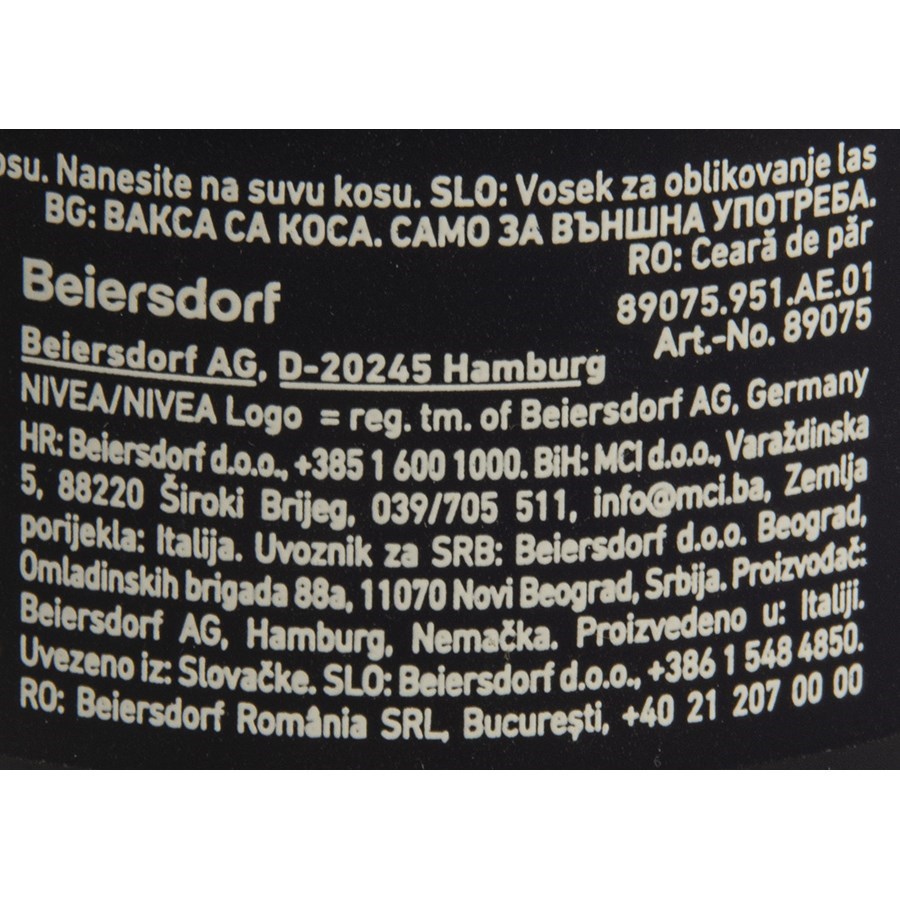 osu. Nanesite na suvu kosu. SLO: Vosek za oblikovanje las
BG: ВАКСА СА КОСА. САМО ЗА ВЪНШНА УПОТРЕБА.
RO: Ceară de păr
Beiersdorf
89075.951.AE.01
Art.-No. 89075
Beiersdorf AG, D-20245 Hamburg
NIVEA/NIVEA Logo = reg. tm. of Beiersdorf AG, Germany
HR: Beiersdorf d.o.o., +385 1 600 1000. BiH: MCI d.o.o., Varaždinska
5, 88220 Široki Brijeg, 039/705 511, info@mci.ba, Zemlja
porijekla: Italija. Uvoznik za SRB: Beiersdorf d.o.o. Beograd,
Omladinskih brigada 88a, 11070 Novi Beograd, Srbija. Proizvođač:
Beiersdorf AG, Hamburg, Nemačka. Proizvedeno u: Italiji.
Uvezeno iz: Slovačke. SLO: Beiersdorf d.o.o., +386 1 548 4850.
RO: Beiersdorf România SRL, București, +40 21 207 00 00